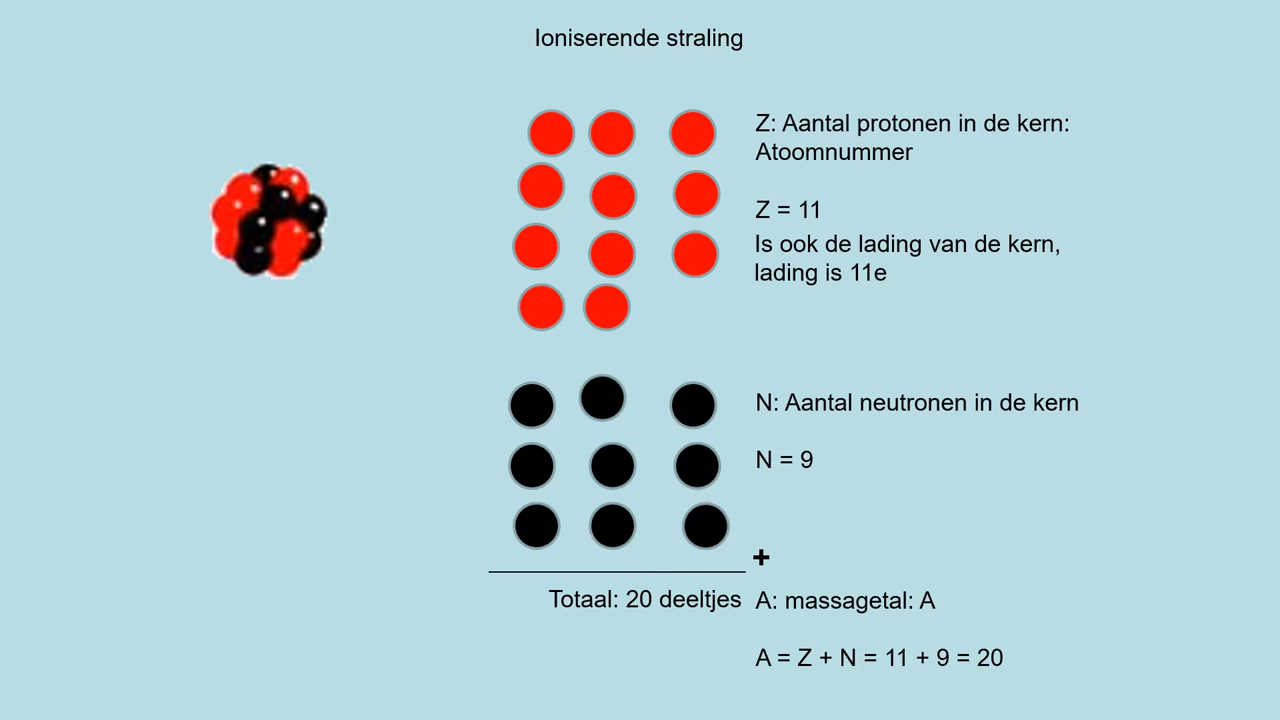 Ioniserende straling
Z: Aantal protonen in de kern:
Atoomnummer
Z = 11
Is ook de lading van de kern,
lading is 11e
N: Aantal neutronen in de kern
N = 9
+
Totaal: 20 deeltjes
A: massagetal: A
A = Z + N = 11 + 9 = 20